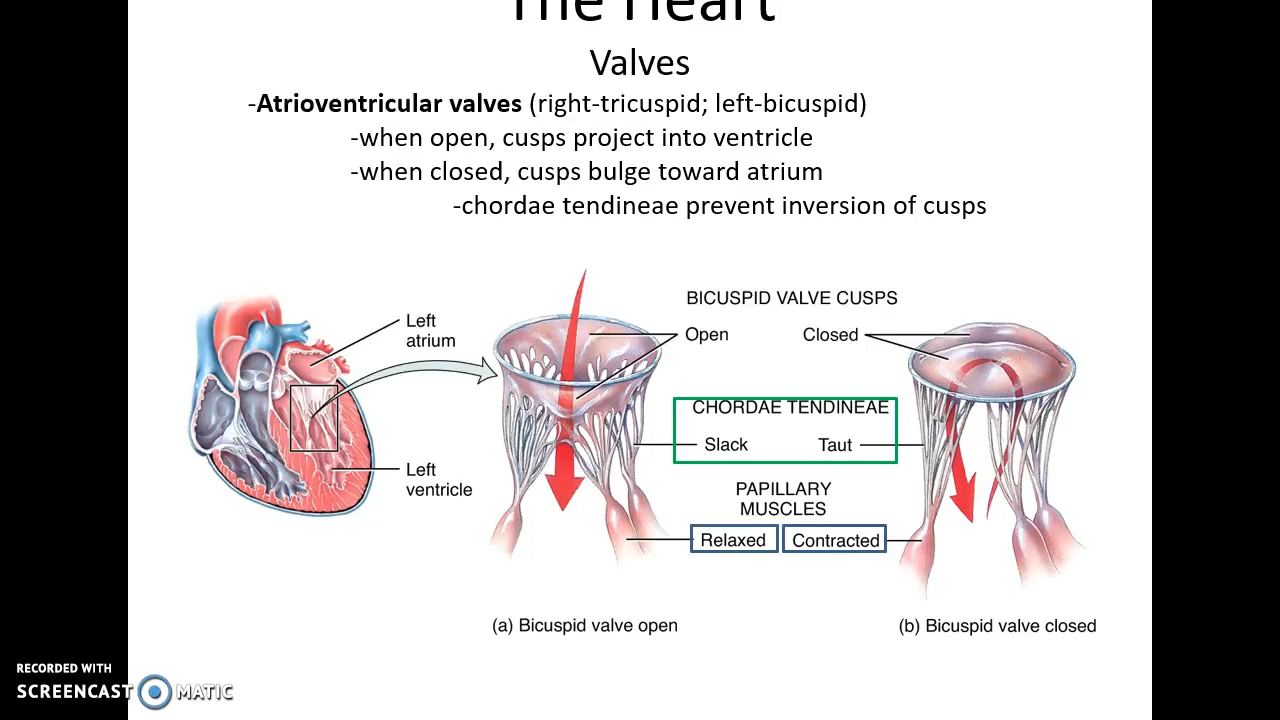 The Heart
Valves
-Atrioventricular valves (right-tricuspid; left-bicuspid)
-when open, cusps project into ventricle
-when closed, cusps bulge toward atrium
-chordae tendineae prevent inversion of cusps
Left
atrium
Left
ventricle
BICUSPID VALVE CUSPS
Open Closed
CHORDAE TENDINEAE
Slack Taut
PAPILLARY
MUSCLES
Relaxed Contracted
(a) Bicuspid valve open
(b) Bicuspid valve closed
RECORDED WITH
SCREENCAST MATIC